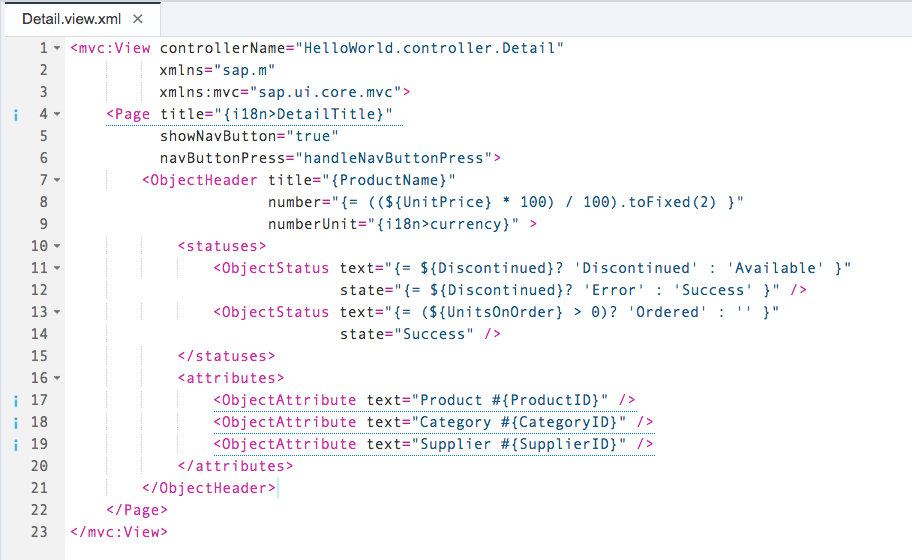 Detail.view.xml ×
1 <mvc:View controllerName="HelloWorld.controller.Detail"
2 xmlns="sap.m"
3 xmlns:mvc="sap.ui.core.mvc">
i 4 <Page title="{i18n>DetailTitle}"
5 showNavButton="true"
6 navButtonPress="handleNavButtonPress">
7 <ObjectHeader title="{ProductName}"
8 number="{= ((${UnitPrice} * 100) / 100).toFixed(2) }"
9 numberUnit="{i18n>currency}" >
10 <statuses>
11 <ObjectStatus text="{= ${Discontinued}? 'Discontinued' : 'Available' }"
12 state="{= ${Discontinued}? 'Error' : 'Success' }" />
13 <ObjectStatus text="{= (${UnitsOnOrder} > 0)? 'Ordered' : '' }"
14 state="Success" />
15 </statuses>
16 <attributes>
i 17 <ObjectAttribute text="Product #{ProductID}" />
i 18 <ObjectAttribute text="Category #{CategoryID}" />
i 19 <ObjectAttribute text="Supplier #{SupplierID}" />
20 </attributes>
21 </ObjectHeader>
22 </Page>
23 </mvc:View>